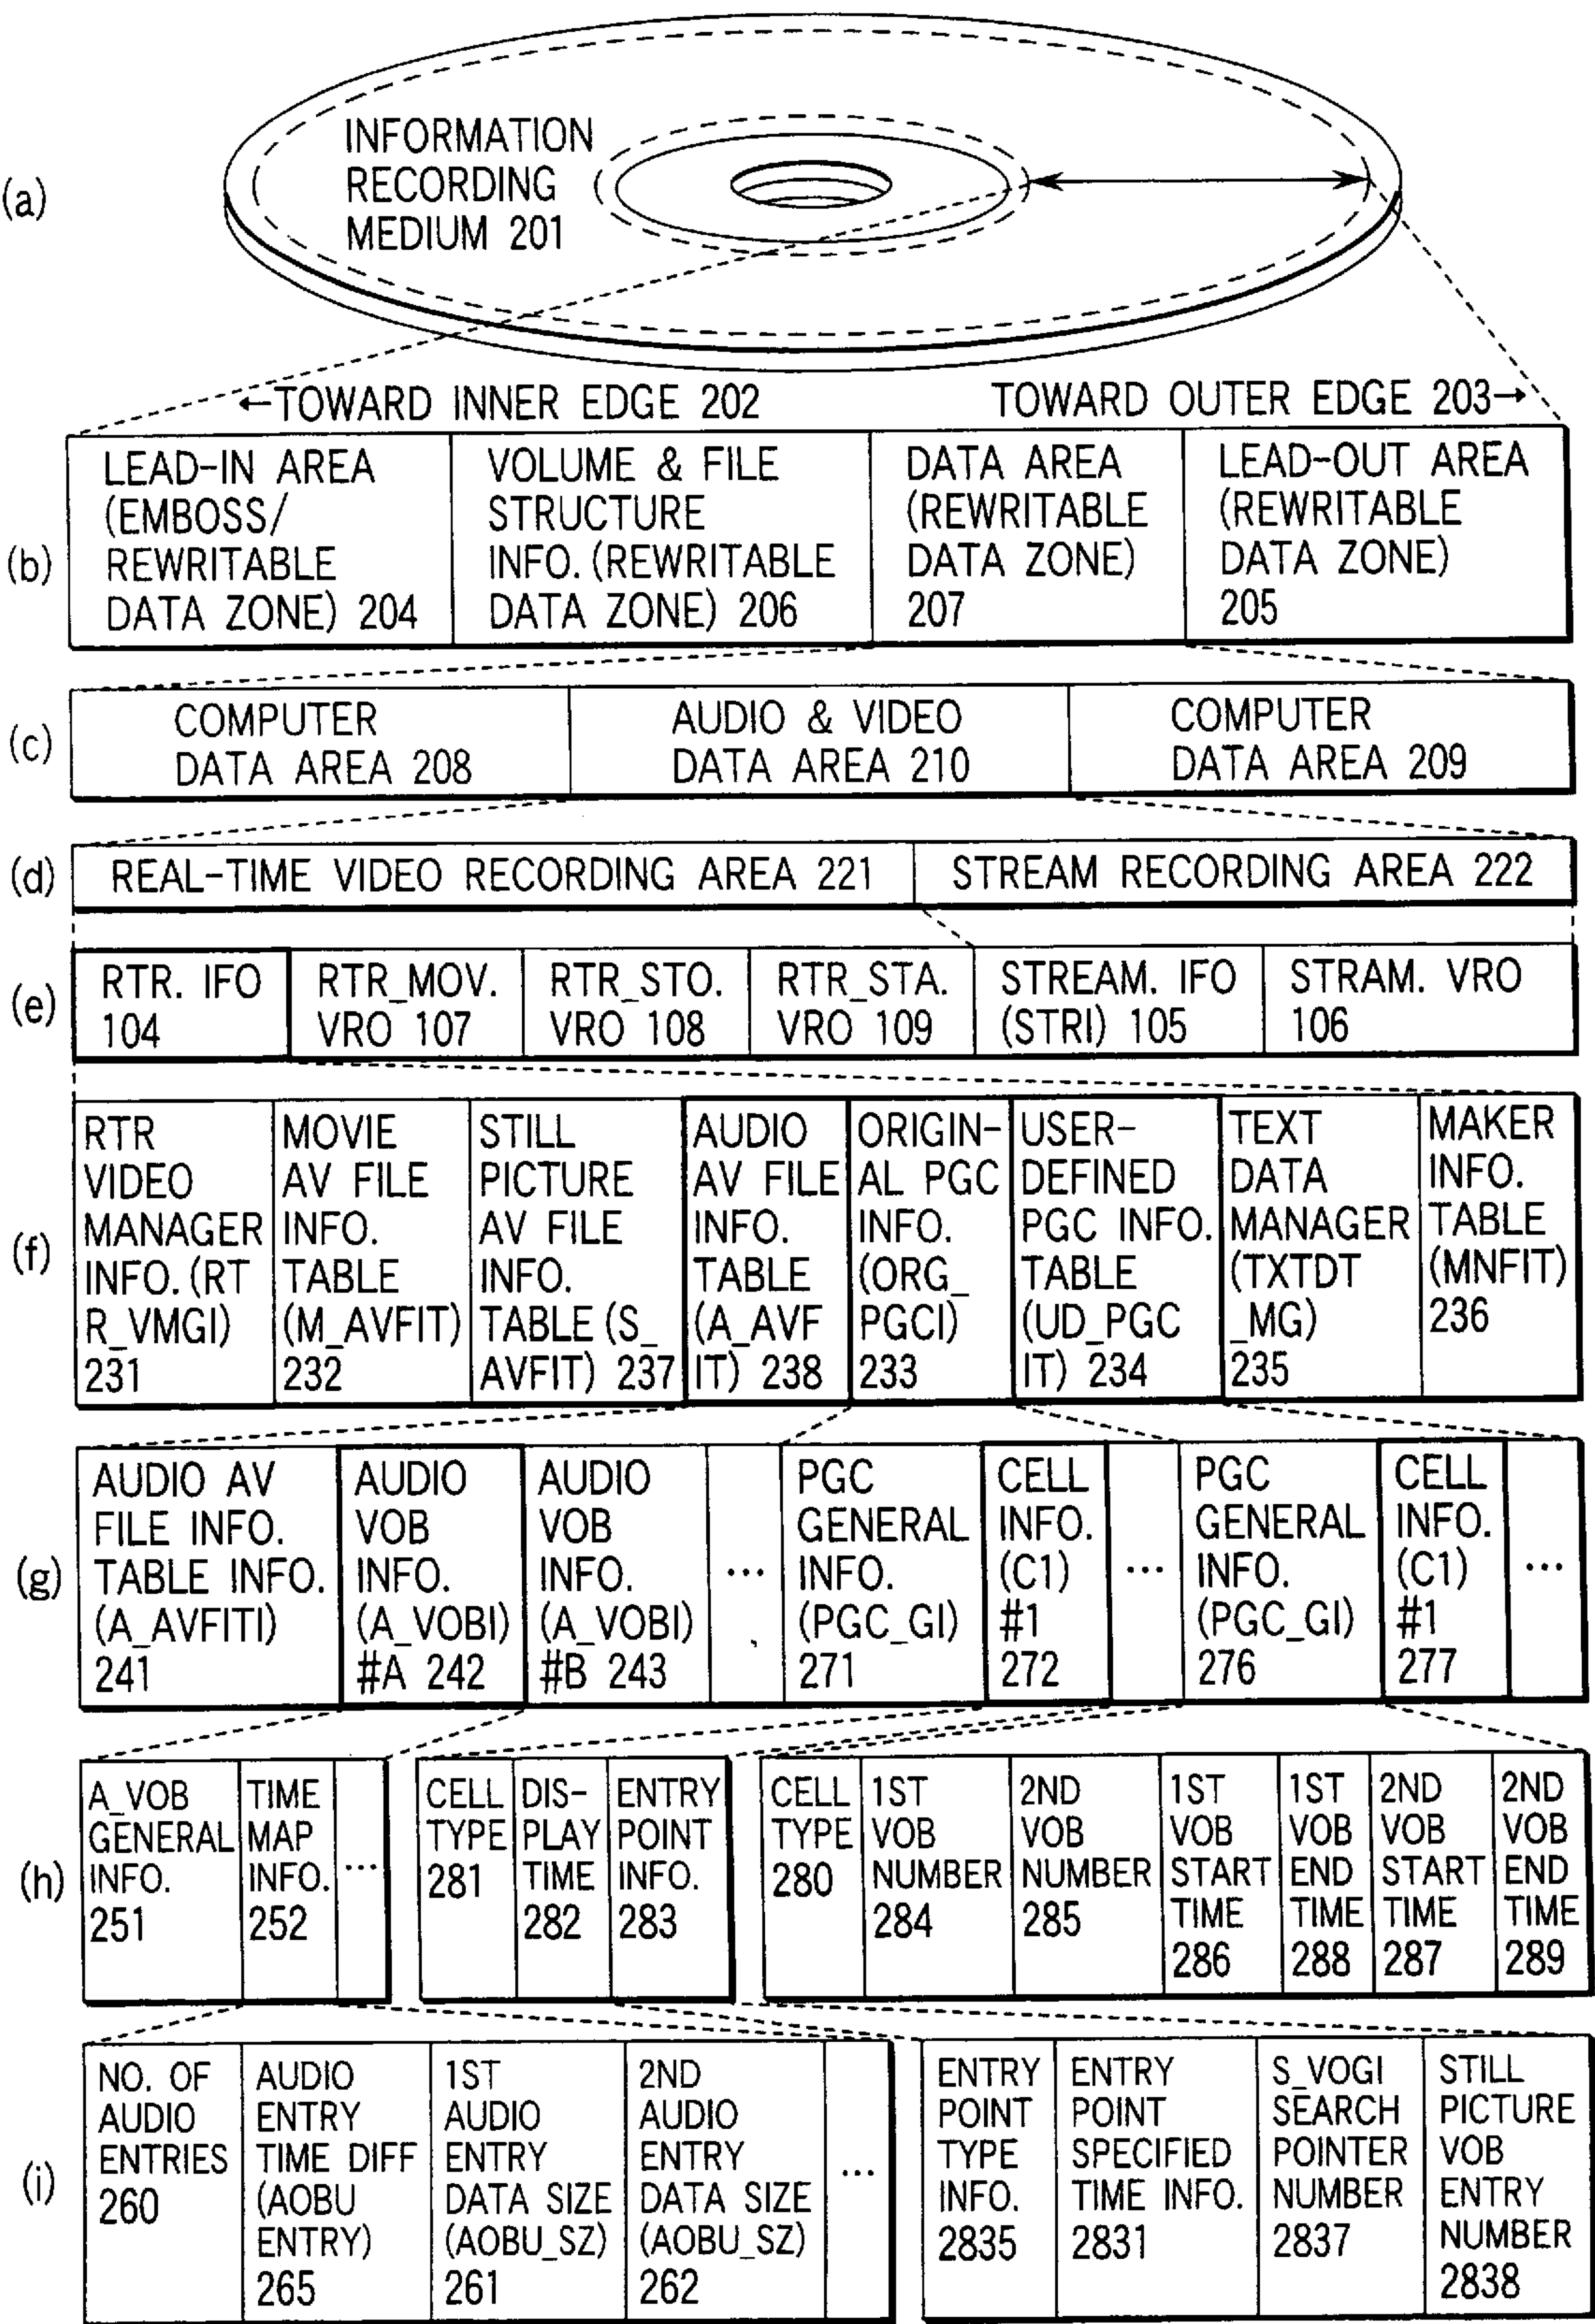 (a)
INFORMATION
RECORDING
MEDIUM 201
←TOWARD INNER EDGE 202
TOWARD OUTER EDGE 203→
(b)
LEAD-IN AREA
(EMBOSS/
REWRITABLE
DATA ZONE) 204
VOLUME & FILE
STRUCTURE
INFO. (REWRITABLE
DATA ZONE) 206
DATA AREA
(REWRITABLE
DATA ZONE)
207
LEAD-OUT AREA
(REWRITABLE
DATA ZONE)
205
(c)
COMPUTER
DATA AREA 208
AUDIO & VIDEO
DATA AREA 210
COMPUTER
DATA AREA 209
(d)
REAL-TIME VIDEO RECORDING AREA 221
STREAM RECORDING AREA 222
(e)
RTR. IFO
104
RTR_MOV.
VRO 107
RTR_STO.
VRO 108
RTR_STA.
VRO 109
STREAM. IFO
(STRI) 105
STRAM. VRO
106
(f)
RTR
VIDEO
MANAGER
INFO. (RT
R_VMGI)
231
MOVIE
AV FILE
INFO.
TABLE
(M_AVFIT)
232
STILL
PICTURE
AV FILE
INFO.
TABLE (S_
AVFIT) 237
AUDIO
AV FILE
INFO.
TABLE
(A_AVF
IT) 238
ORIGIN-
AL PGC
INFO.
(ORG_
PGCI)
233
USER-
DEFINED
PGC INFO.
TABLE
(UD_PGC
IT) 234
TEXT
DATA
MANAGER
(TXTDT
_MG)
235
MAKER
INFO.
TABLE
(MNFIT)
236
(g)
AUDIO AV
FILE INFO.
TABLE INFO.
(A_AVFITI)
241
AUDIO
VOB
INFO.
(A_VOBI)
#A 242
AUDIO
VOB
INFO.
(A_VOBI)
#B 243
...
PGC
GENERAL
INFO.
(PGC_GI)
271
CELL
INFO.
(C1)
#1
272
...
PGC
GENERAL
INFO.
(PGC_GI)
276
CELL
INFO.
(C1)
#1
277
...
(h)
A_VOB
GENERAL
INFO.
251
TIME
MAP
INFO.
252
...
CELL
TYPE
281
DIS-
PLAY
TIME
282
ENTRY
POINT
INFO.
283
CELL
TYPE
280
1ST
VOB
NUMBER
284
2ND
VOB
NUMBER
285
1ST
VOB
START
TIME
286
1ST
VOB
END
TIME
288
2ND
VOB
START
TIME
287
2ND
VOB
END
TIME
289
(i)
NO. OF
AUDIO
ENTRIES
260
AUDIO
ENTRY
TIME DIFF
(AOBU
ENTRY)
265
1ST
AUDIO
ENTRY
DATA SIZE
(AOBU_SZ)
261
2ND
AUDIO
ENTRY
DATA SIZE
(AOBU_SZ)
262
...
ENTRY
POINT
TYPE
INFO.
2835
ENTRY
POINT
SPECIFIED
TIME INFO.
2831
S_VOGI
SEARCH
POINTER
NUMBER
2837
STILL
PICTURE
VOB
ENTRY
NUMBER
2838